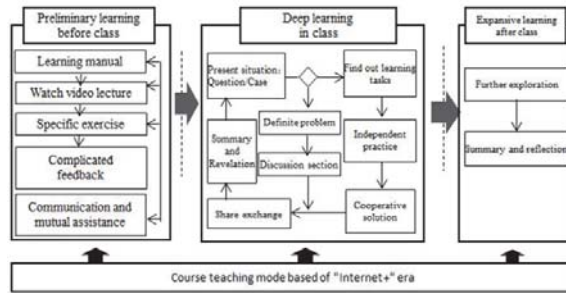 Preliminary learning
before class
Learning manual
Watch video lecture
Specific exercise
Complicated
feedback
Communication and
mutual assistance
Deep learning
in class
Present situation:
Question/Case
Find out learning
tasks
Definite problem
Independent
practice
Summary
and
Revelation
Discussion section
Share exchange
Cooperative
solution
Expansive learning
after class
Further exploration
Summary and reflection
Course teaching mode based of "Internet+" era